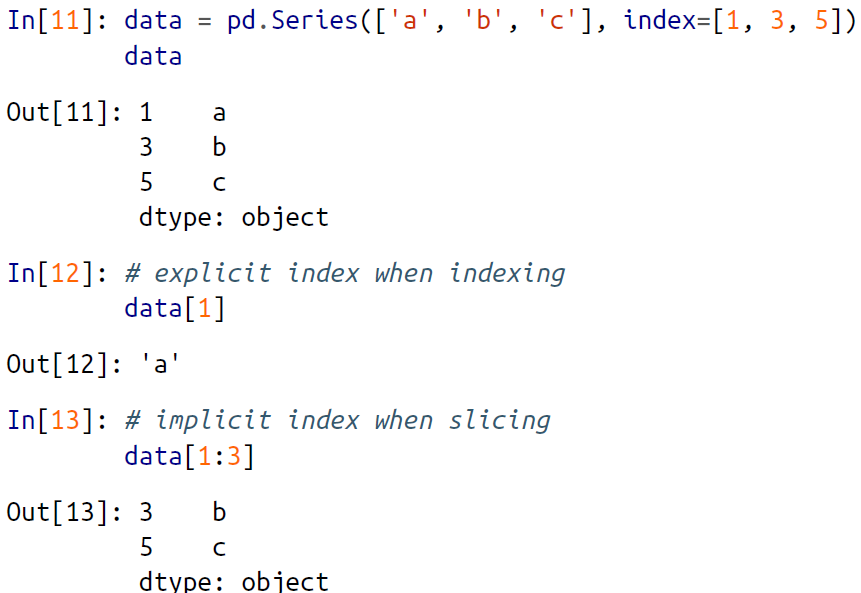 In[11]: data = pd.Series(['a', 'b', 'c'], index=[1, 3, 5])
data
Out[11]: 1    a
3    b
5    c
dtype: object
In[12]: # explicit index when indexing
data[1]
Out[12]: 'a'
In[13]: # implicit index when slicing
data[1:3]
Out[13]: 3    b
5    c
dtype: object